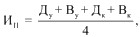 Иₙ = (Ду + Ву + Дк + Вк) / 4,